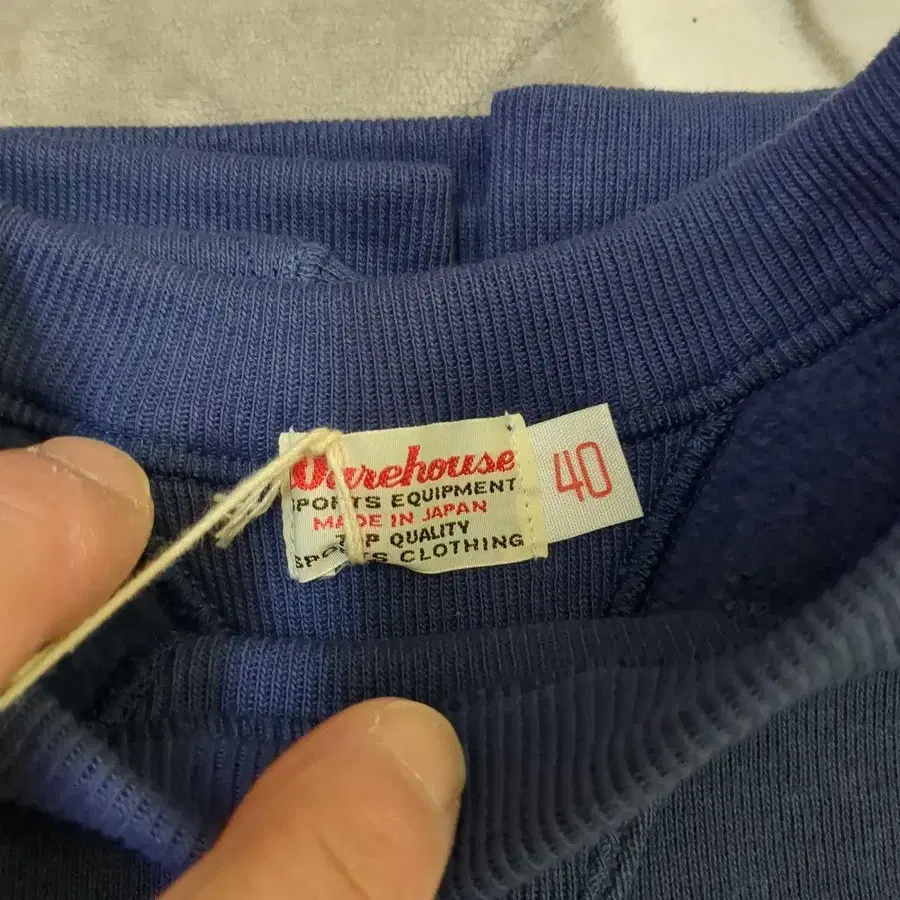 Warehouse
SPORTS EQUIPMENT
MADE IN JAPAN
TOP QUALITY
SPORTS CLOTHING
40